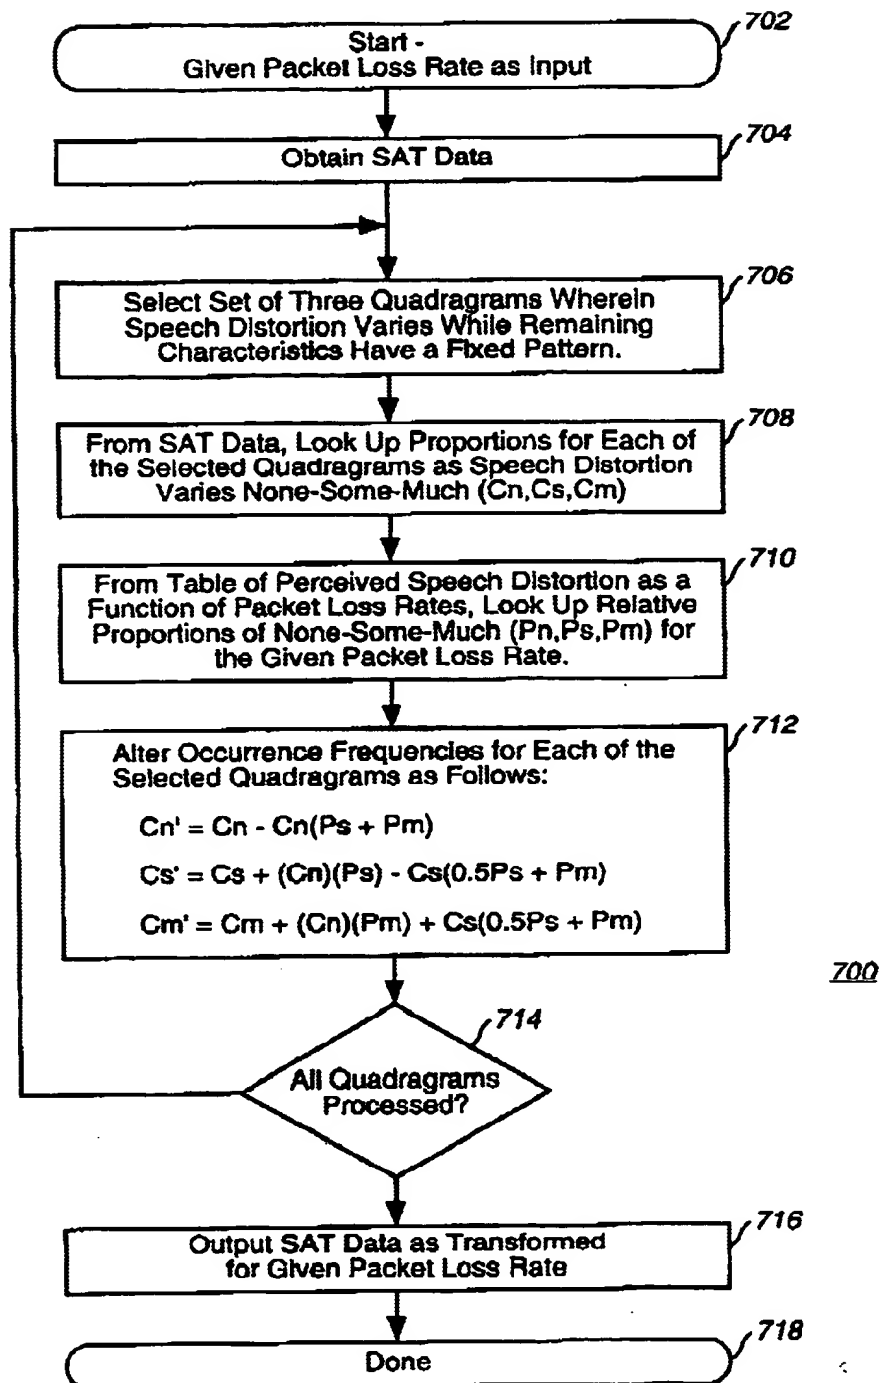 702
Start -
Given Packet Loss Rate as Input
704
Obtain SAT Data
706
Select Set of Three Quadragrams Wherein
Speech Distortion Varies While Remaining
Characteristics Have a Fixed Pattern.
708
From SAT Data, Look Up Proportions for Each of
the Selected Quadragrams as Speech Distortion
Varies None-Some-Much (Cn,Cs,Cm)
710
From Table of Perceived Speech Distortion as a
Function of Packet Loss Rates, Look Up Relative
Proportions of None-Some-Much (Pn,Ps,Pm) for
the Given Packet Loss Rate.
712
Alter Occurrence Frequencies for Each of the
Selected Quadragrams as Follows:
Cn' = Cn - Cn(Ps + Pm)
Cs' = Cs + (Cn)(Ps) - Cs(0.5Ps + Pm)
Cm' = Cm + (Cn)(Pm) + Cs(0.5Ps + Pm)
700
714
All Quadragrams
Processed?
716
Output SAT Data as Transformed
for Given Packet Loss Rate
718
Done